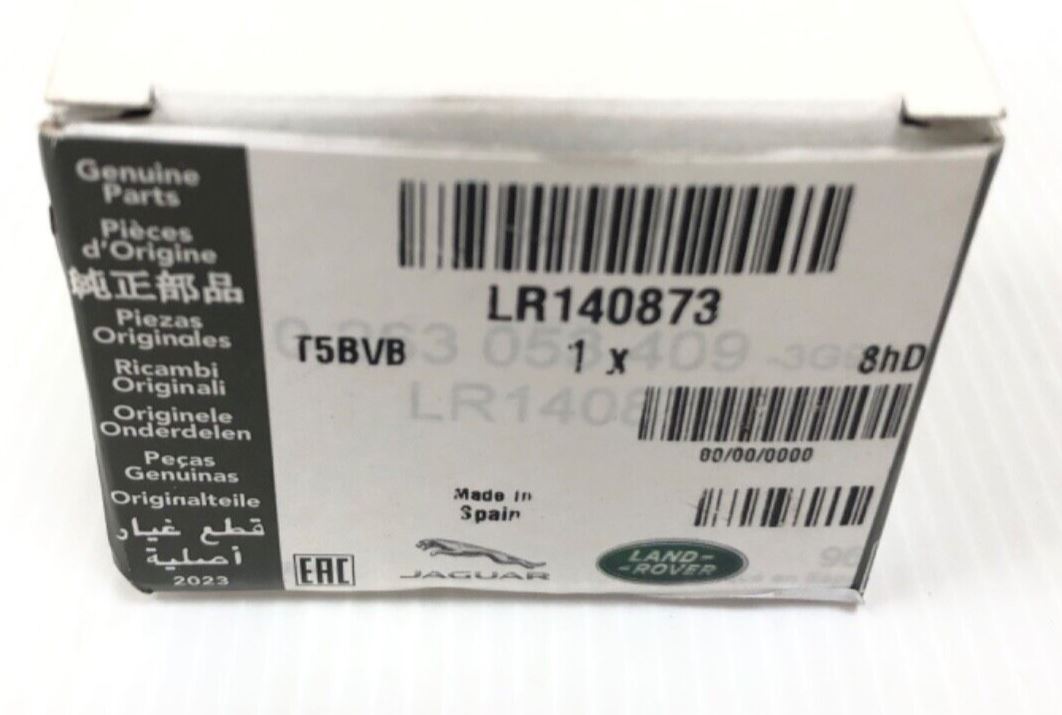 Genuine
Parts
Pièces
d'Origine
純正部品
Piezas
Originales
Ricambi
Originali
Originele
Onderdelen
Peças
Genuinas
Originalteile
قطع غيار
أصلية
2023
LR140873
T5BVB 1 x 8hD
LR1408
00/00/0000
Made in
Spain
EAC
JAGUAR
LAND-
-ROVER